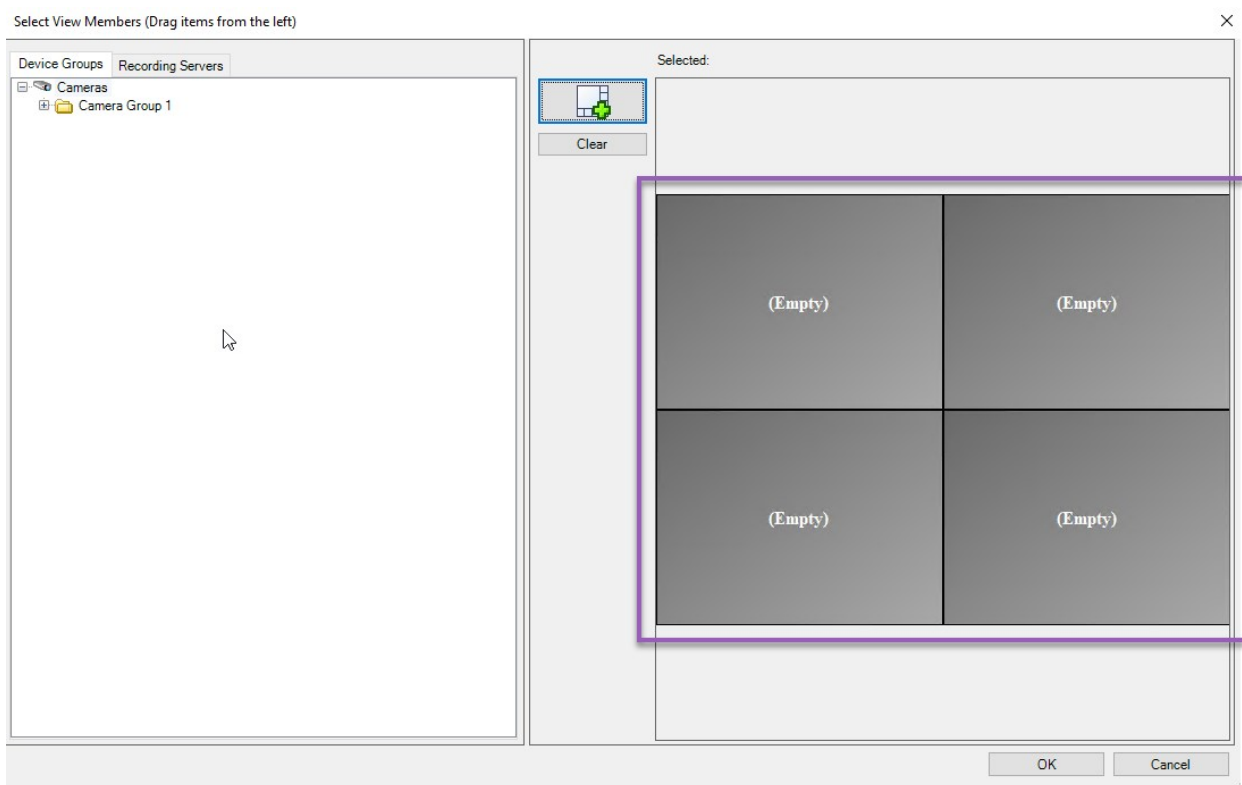 Select View Members (Drag items from the left)
Device Groups
Recording Servers
Cameras
Camera Group 1
Clear
Selected:
(Empty)
(Empty)
(Empty)
(Empty)
OK
Cancel